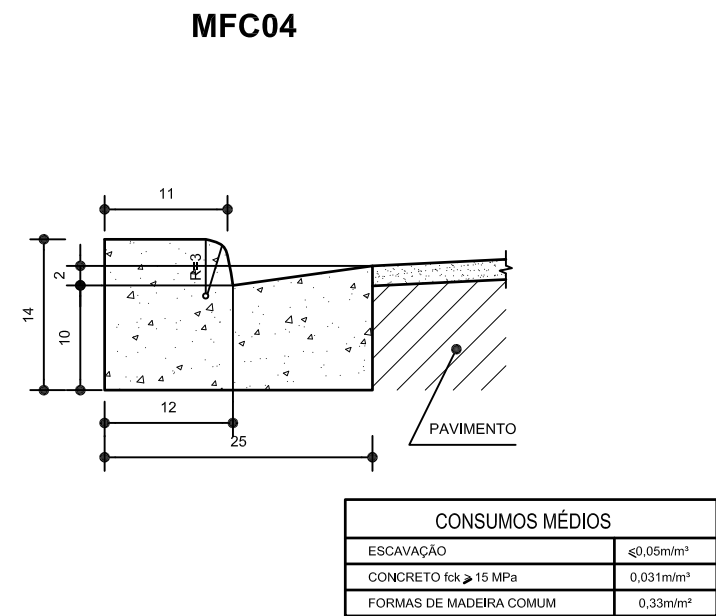 MFC04
11
R=3
2
14
10
12
25
PAVIMENTO
CONSUMOS MÉDIOS
ESCAVAÇÃO ⩽0,05m/m³
CONCRETO fck ⩾ 15 MPa 0,031m/m³
FORMAS DE MADEIRA COMUM 0,33m/m²